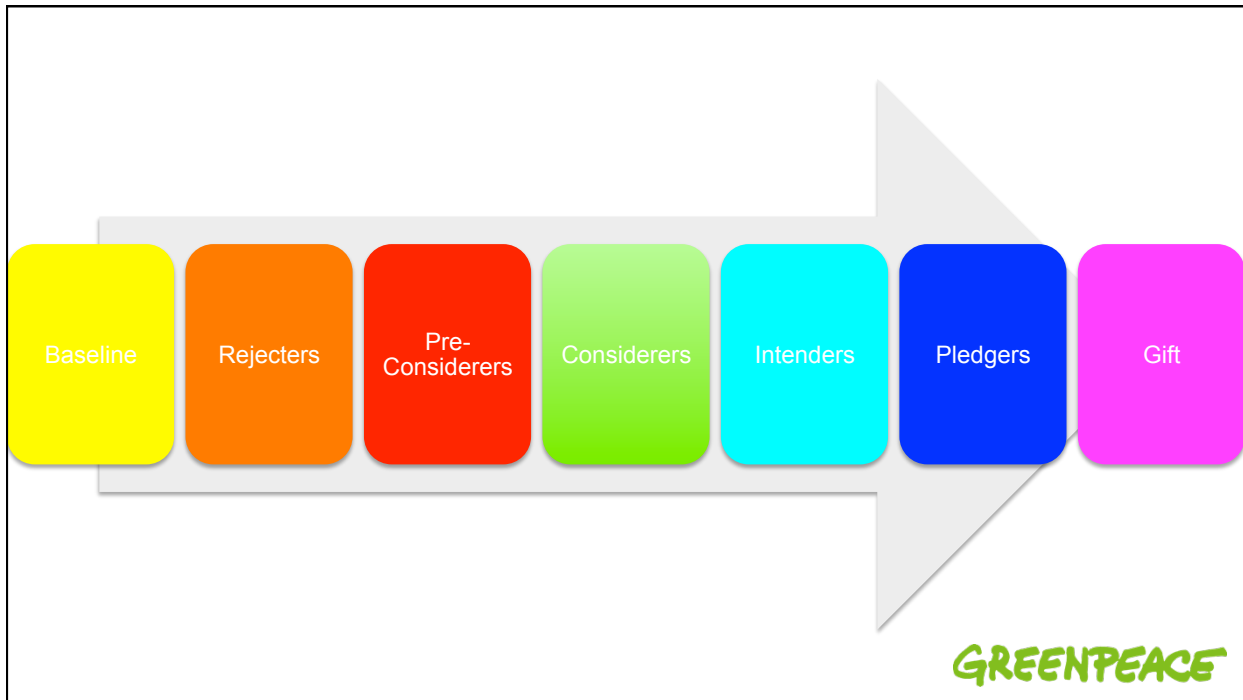 Baseline
Rejecters
Pre-
Considerers
Considerers
Intenders
Pledgers
Gift
GREENPEACE